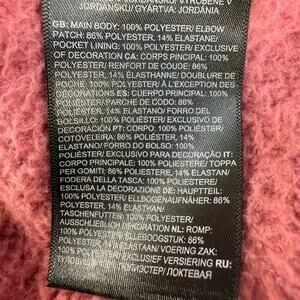 JORDÁNSKU/ GYÁRTVA: JORDÁNIA
GB: MAIN BODY: 100% POLYESTER/ ELBOW
PATCH: 86% POLYESTER, 14% ELASTANE/
POCKET LINING: 100% POLYESTER/ EXCLUSIVE
OF DECORATION CA: CORPS PINCIPAL: 100%
POLYESTER/ RENFORT DE COUDE: 86%
POLYESTER, 14% ÉLASTHANNE/ DOUBLURE DE
POCHE: 100% POLYESTER/ À L'EXCEPTION DES
DÉCORATIONS ES: CUERPO PRINCIPAL: 100%
POLIÉSTER/ PARCHE DE CODO: 86%
POLIÉSTER, 14% ELASTANO/ FORRO DEL
BOLSILLO: 100% POLIÉSTER/ EXCLUSIVO DE
DECORACIÓN PT: CORPO: 100% POLIÉSTER/
COTOVELEIRA: 86% POLIÉSTER, 14%
ELASTANO/ FORRO DO BOLSO: 100%
POLIÉSTER/ EXCLUSIVO PARA DECORAÇÃO IT:
CORPO PRINCIPALE: 100% POLIESTERE/ TOPPA
PER GOMITI: 86% POLIESTERE, 14% ELASTAN/
FODERA DELLA TASCA: 100% POLIESTERE/
ESCLUSA LA DECORAZIONE DE: HAUPTTEIL:
100% POLYESTER/ ELLBOGENAUFNÄHER: 86%
POLYESTER, 14% ELASTAN/
TASCHENFUTTER: 100% POLYESTER/
AUSSCHLIESSLICH DEKORATION NL: ROMP:
100% POLYESTER/ ELLEBOOGSTUK: 86%
POLYESTER, 14% ELASTAN/ VOERING ZAK:
100% POLYESTER/ EXCLUSIEF VERSIERING RU:
ПОЛИЭСТЕР/ ЛОКТЕВАЯ